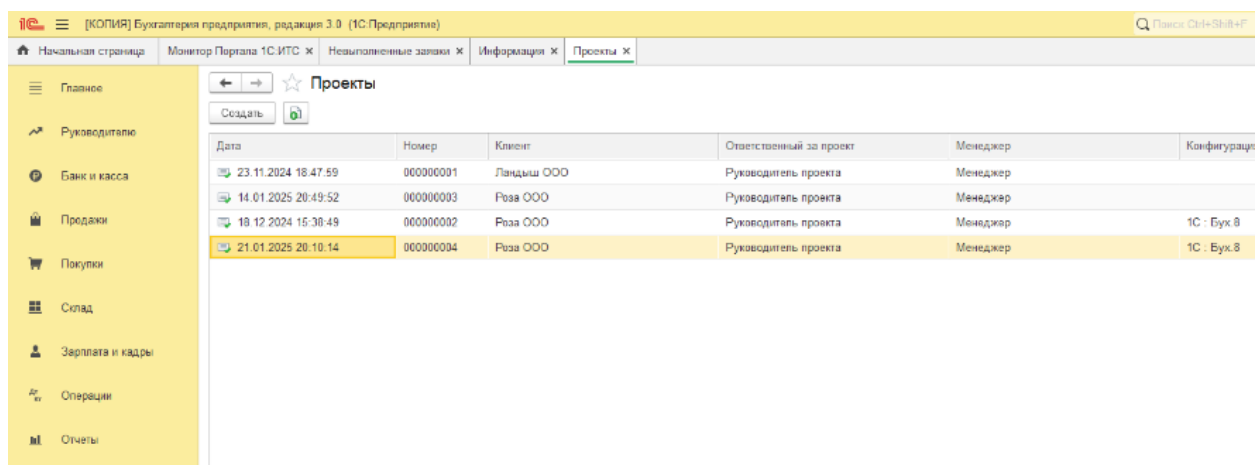 1С [КОПИЯ] Бухгалтерия предприятия, редакция 3.0 (1С:Предприятие) Поиск Ctrl+Shift+F
Начальная страница Монитор Портала 1С:ИТС × Невыполненные заявки × Информация × Проекты ×
Главное
Руководителю
Банк и касса
Продажи
Покупки
Склад
Зарплата и кадры
Операции
Отчеты
Проекты
Создать
Дата Номер Клиент Ответственный за проект Менеджер Конфигураци
23.11.2024 18:47:59 000000001 Ландыш ООО Руководитель проекта Менеджер
14.01.2025 20:49:52 000000003 Роза ООО Руководитель проекта Менеджер
18.12.2024 15:38:49 000000002 Роза ООО Руководитель проекта Менеджер 1С : Бух.8
21.01.2025 20:10:14 000000004 Роза ООО Руководитель проекта Менеджер 1С : Бух.8